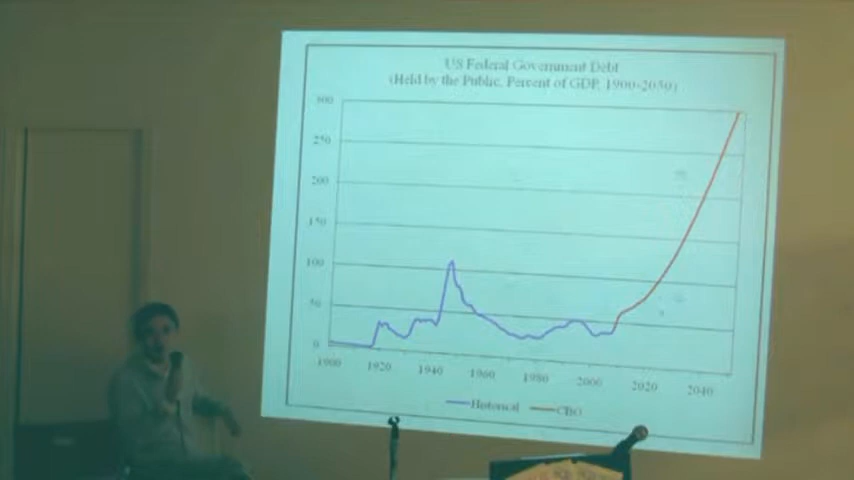 US Federal Government Debt
(Held by the Public, Percent of GDP, 1900-2050)
300
250
200
150
100
50
0
1900 1920 1940 1960 1980 2000 2020 2040
Historical CBO